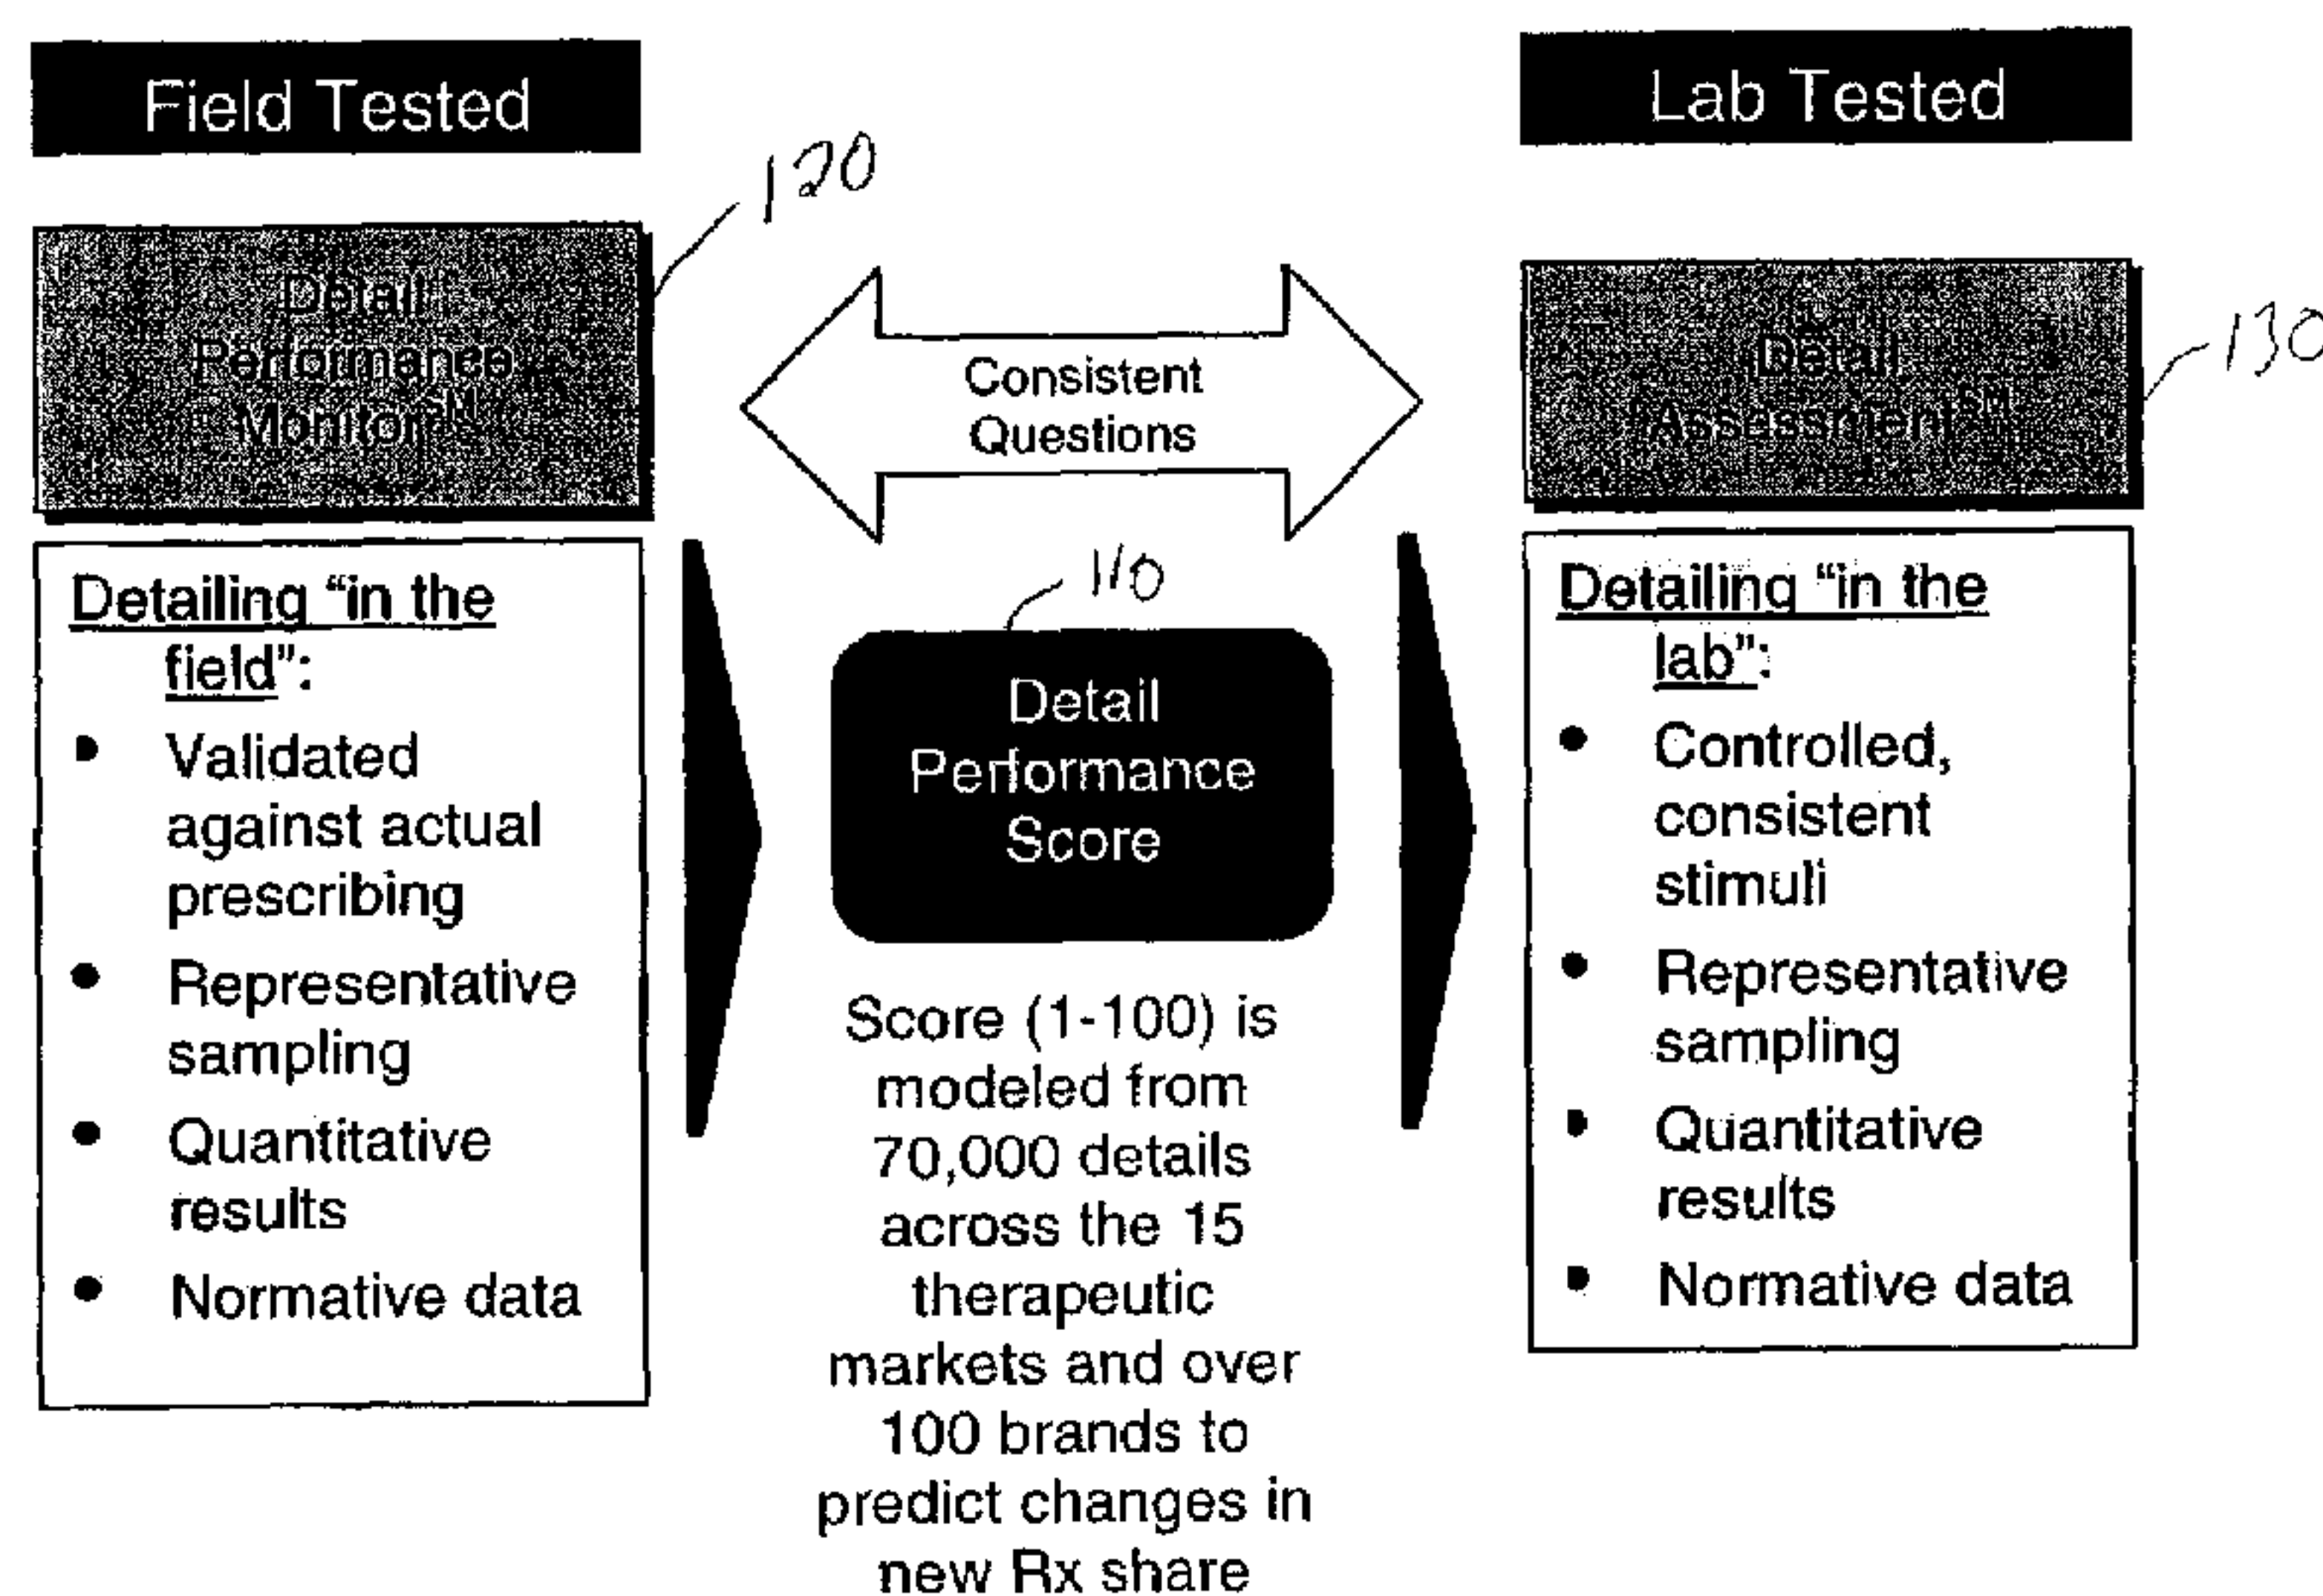 Field Tested
120
Detail
Performance
Monitor℠
Detailing “in the
field”:
• Validated
against actual
prescribing
• Representative
sampling
• Quantitative
results
• Normative data
Consistent
Questions
110
Detail
Performance
Score
Score (1-100) is
modeled from
70,000 details
across the 15
therapeutic
markets and over
100 brands to
predict changes in
new Rx share
Lab Tested
130
Detail
Assessment℠
Detailing “in the
lab”:
• Controlled,
consistent
stimuli
• Representative
sampling
• Quantitative
results
• Normative data